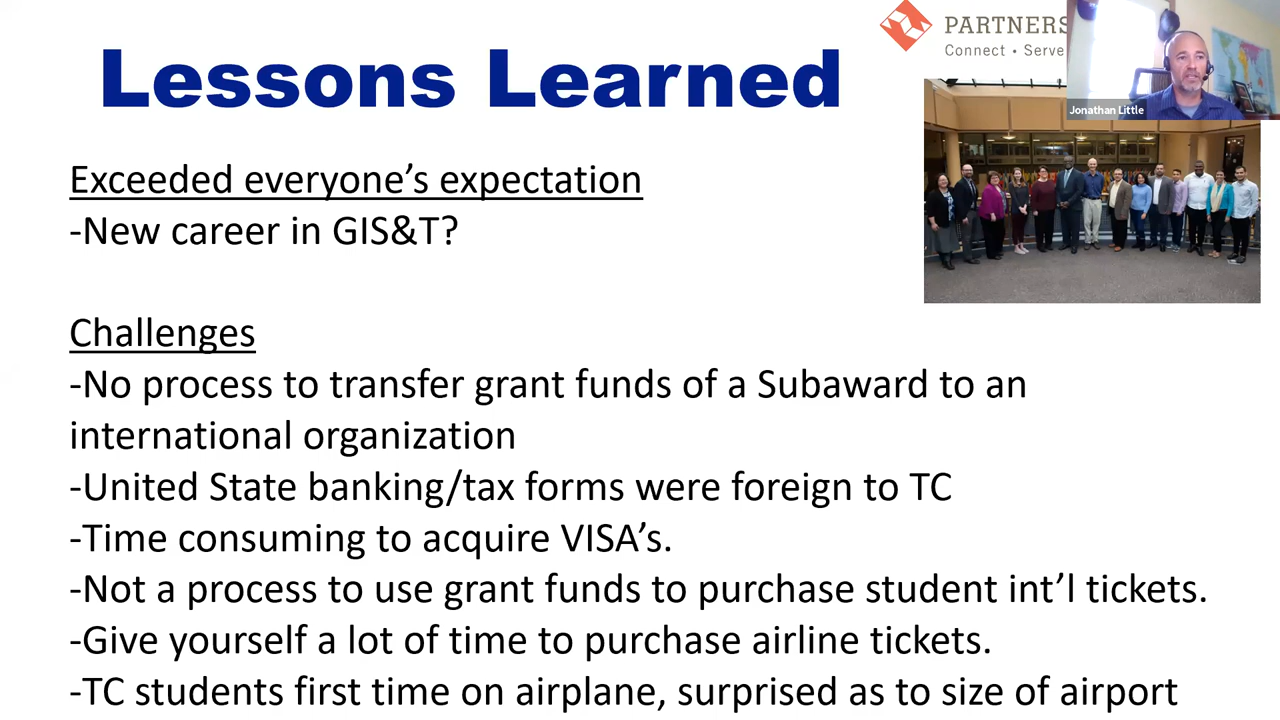 Lessons Learned
PARTNERS
Connect • Serve
Jonathan Little
Exceeded everyone’s expectation
-New career in GIS&T?
Challenges
-No process to transfer grant funds of a Subaward to an
international organization
-United State banking/tax forms were foreign to TC
-Time consuming to acquire VISA’s.
-Not a process to use grant funds to purchase student int’l tickets.
-Give yourself a lot of time to purchase airline tickets.
-TC students first time on airplane, surprised as to size of airport